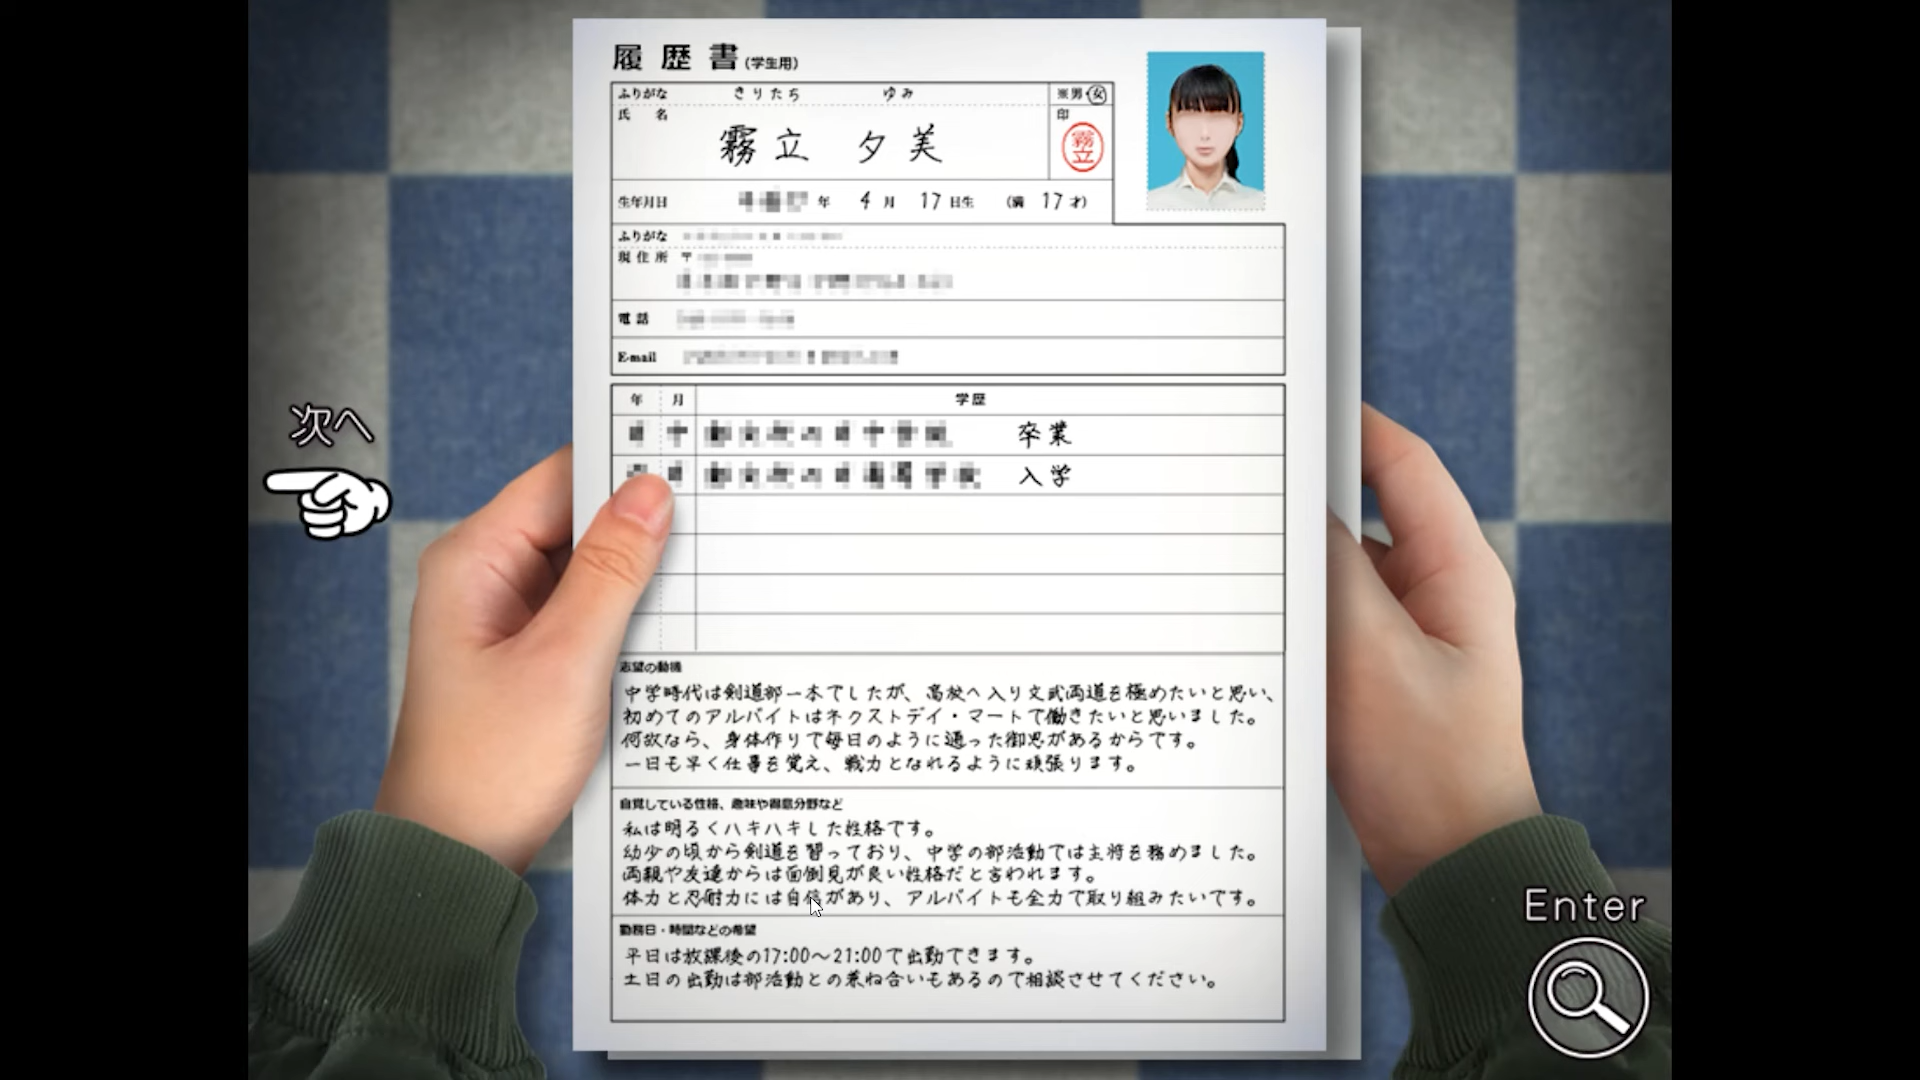 履歴書(学生用)
ふりがな きりたち ゆみ
※男・女
氏名 霧立 夕美
印
霧立
生年月日 年 4月 17日生 (満 17才)
ふりがな
現住所 〒
電話
E-mail
年 月 学歴
卒業
入学
志望の動機
中学時代は剣道部一本でしたが、高校へ入り文武両道を極めたいと思い、
初めてのアルバイトはネクストデイ・マートで働きたいと思いました。
何故なら、身体作りで毎日のように通った御恩があるからです。
一日も早く仕事を覚え、戦力となれるように頑張ります。
自覚している性格、趣味や得意分野など
私は明るくハキハキした性格です。
幼少の頃から剣道を習っており、中学の部活動では主将を務めました。
両親や友達からは面倒見が良い性格だと言われます。
体力と忍耐力には自信があり、アルバイトも全力で取り組みたいです。
勤務日・時間などの希望
平日は放課後の17:00〜21:00で出勤できます。
土日の出勤は部活動との兼ね合いもあるので相談させてください。
次へ
Enter